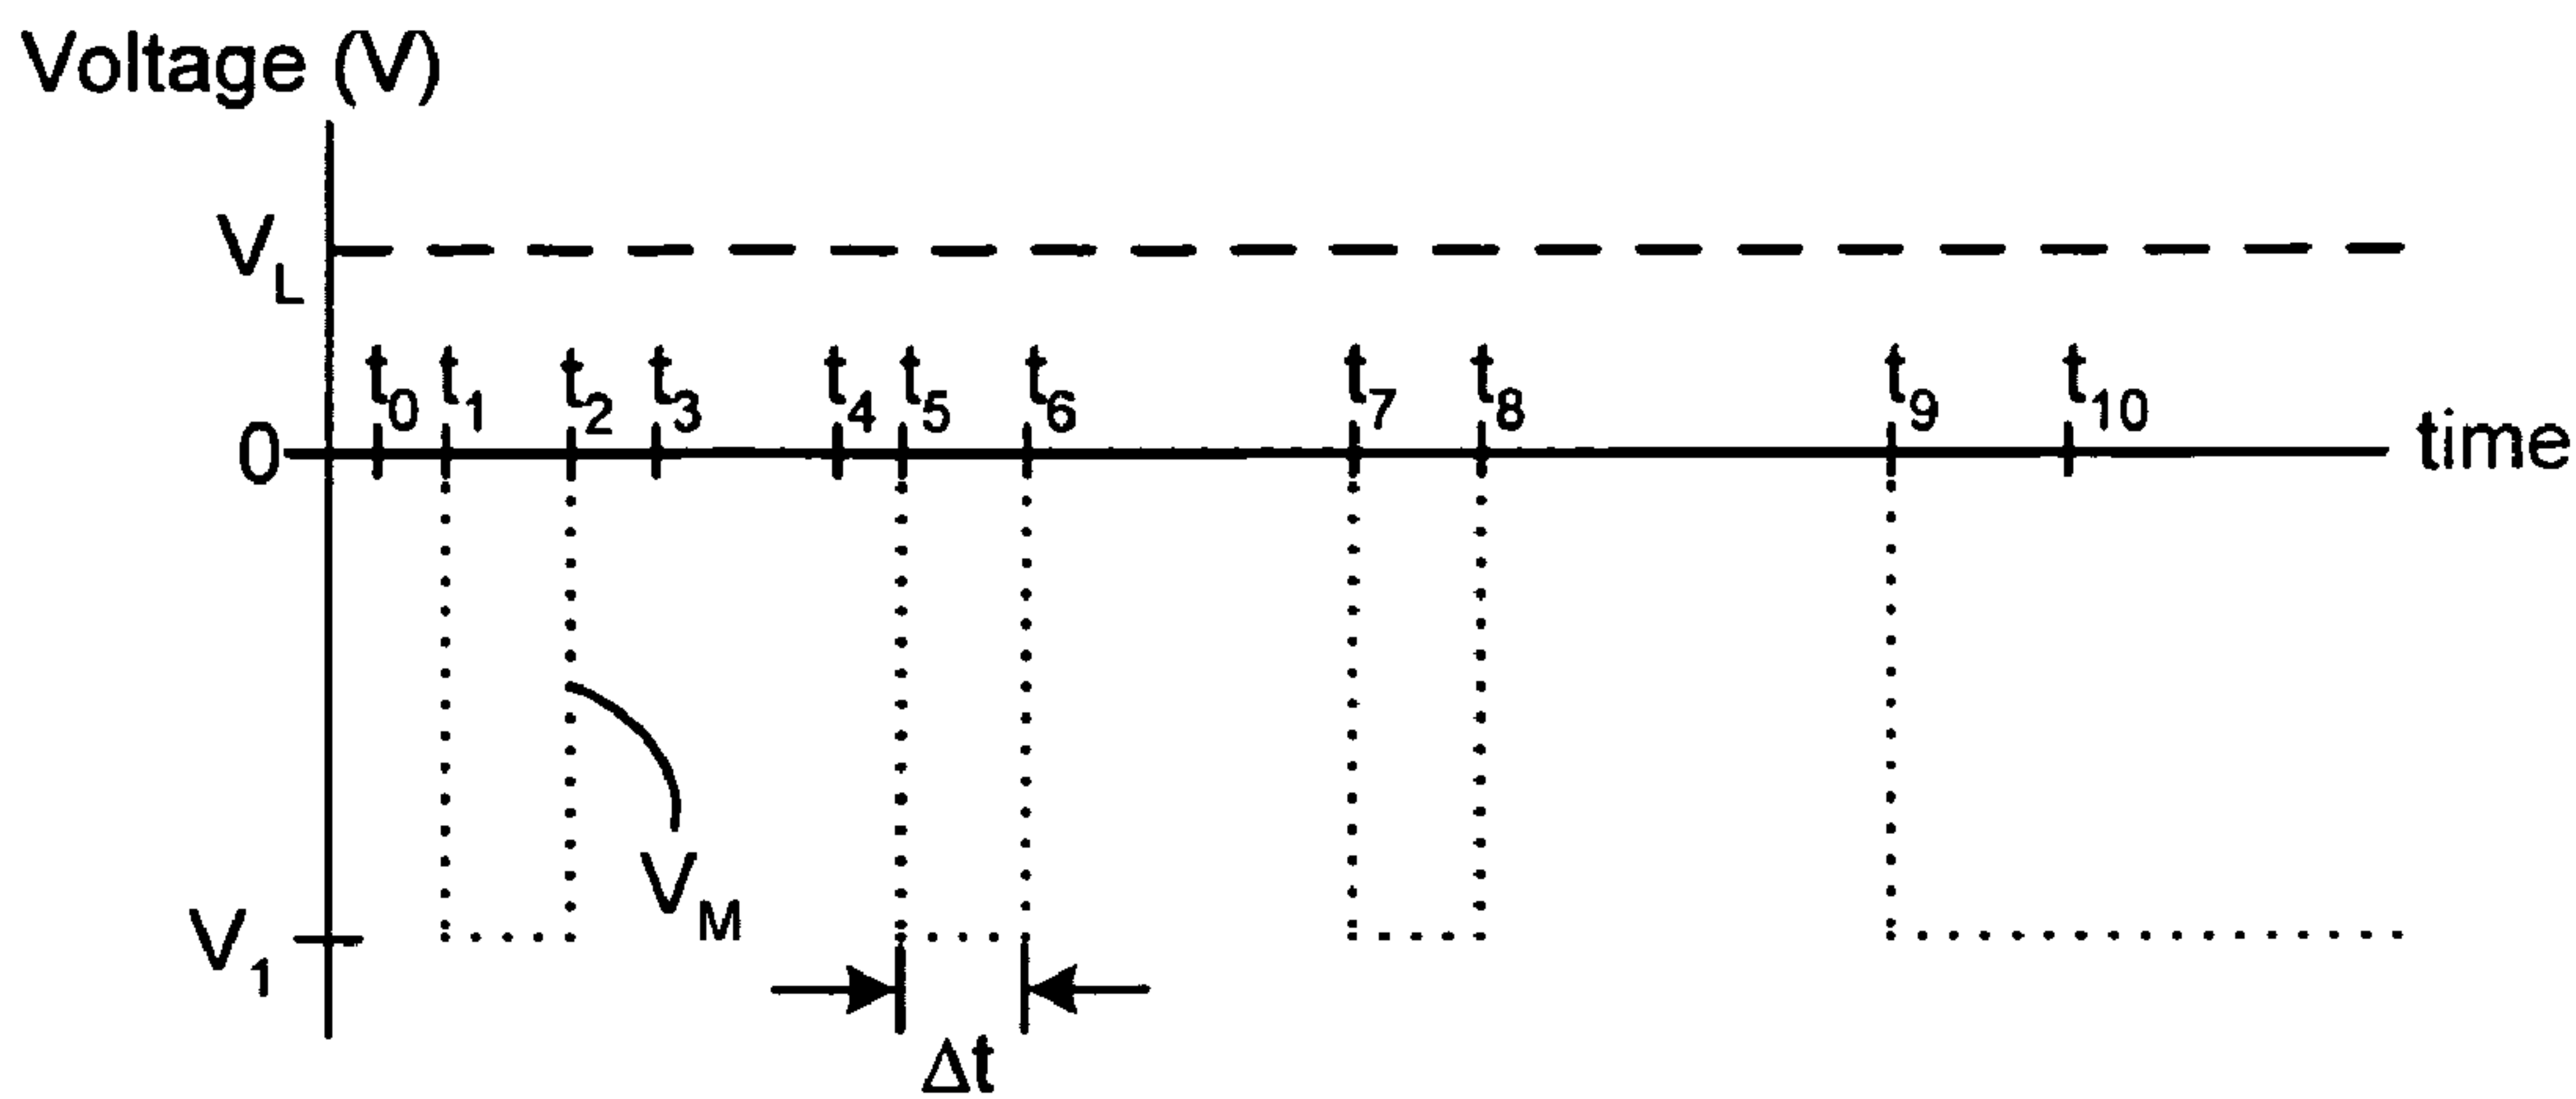 Voltage (V)
V_L
t_0 t_1 t_2 t_3 t_4 t_5 t_6 t_7 t_8 t_9 t_10
0 time
V_M
V_1
Δt